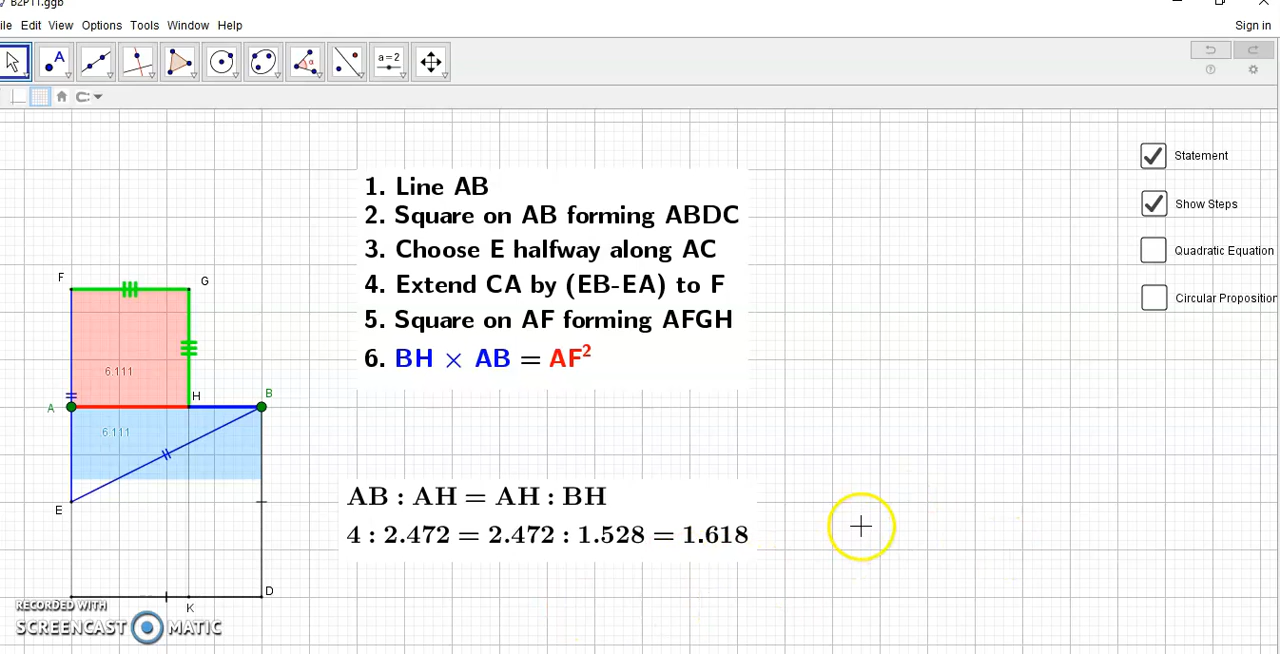 B2P11.ggb
ile Edit View Options Tools Window Help
Sign in
A
α
a=2
Statement
Show Steps
Quadratic Equation
Circular Proposition
1. Line AB
2. Square on AB forming ABDC
3. Choose E halfway along AC
4. Extend CA by (EB-EA) to F
5. Square on AF forming AFGH
6. BH × AB = AF²
F
G
6.111
H
B
A
6.111
E
D
K
AB : AH = AH : BH
4 : 2.472 = 2.472 : 1.528 = 1.618
RECORDED WITH
SCREENCAST MATIC